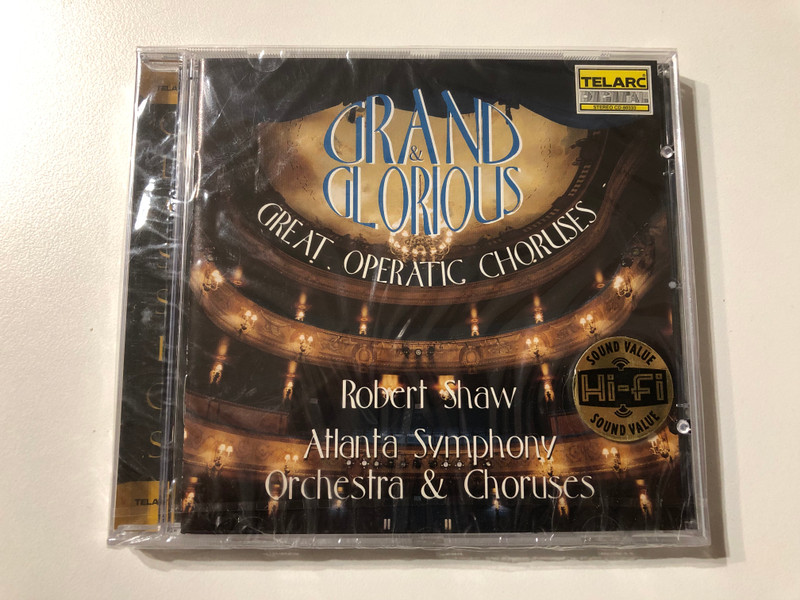 TELARC
DIGITAL
GRAND
&
GLORIOUS
GREAT OPERATIC CHORUSES
Robert Shaw
Atlanta Symphony
Orchestra & Choruses
SOUND VALUE
Hi-Fi
SOUND VALUE